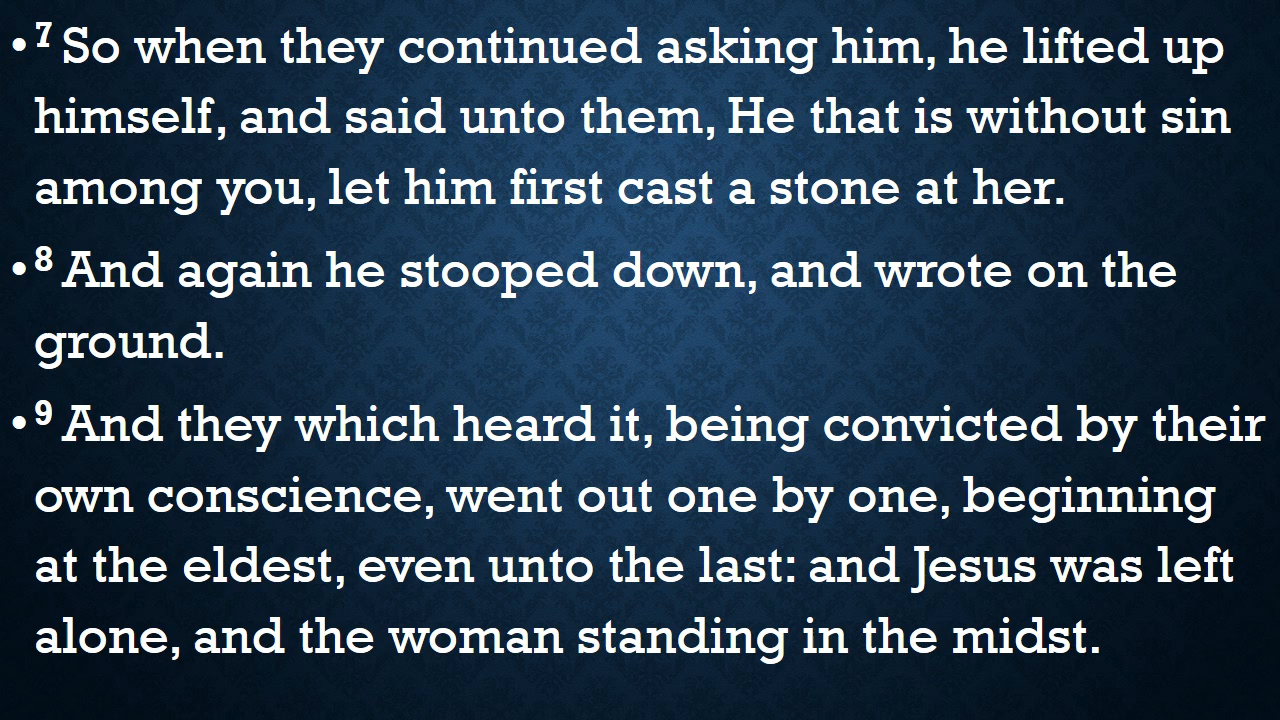 • 7 So when they continued asking him, he lifted up
himself, and said unto them, He that is without sin
among you, let him first cast a stone at her.
• 8 And again he stooped down, and wrote on the
ground.
• 9 And they which heard it, being convicted by their
own conscience, went out one by one, beginning
at the eldest, even unto the last: and Jesus was left
alone, and the woman standing in the midst.